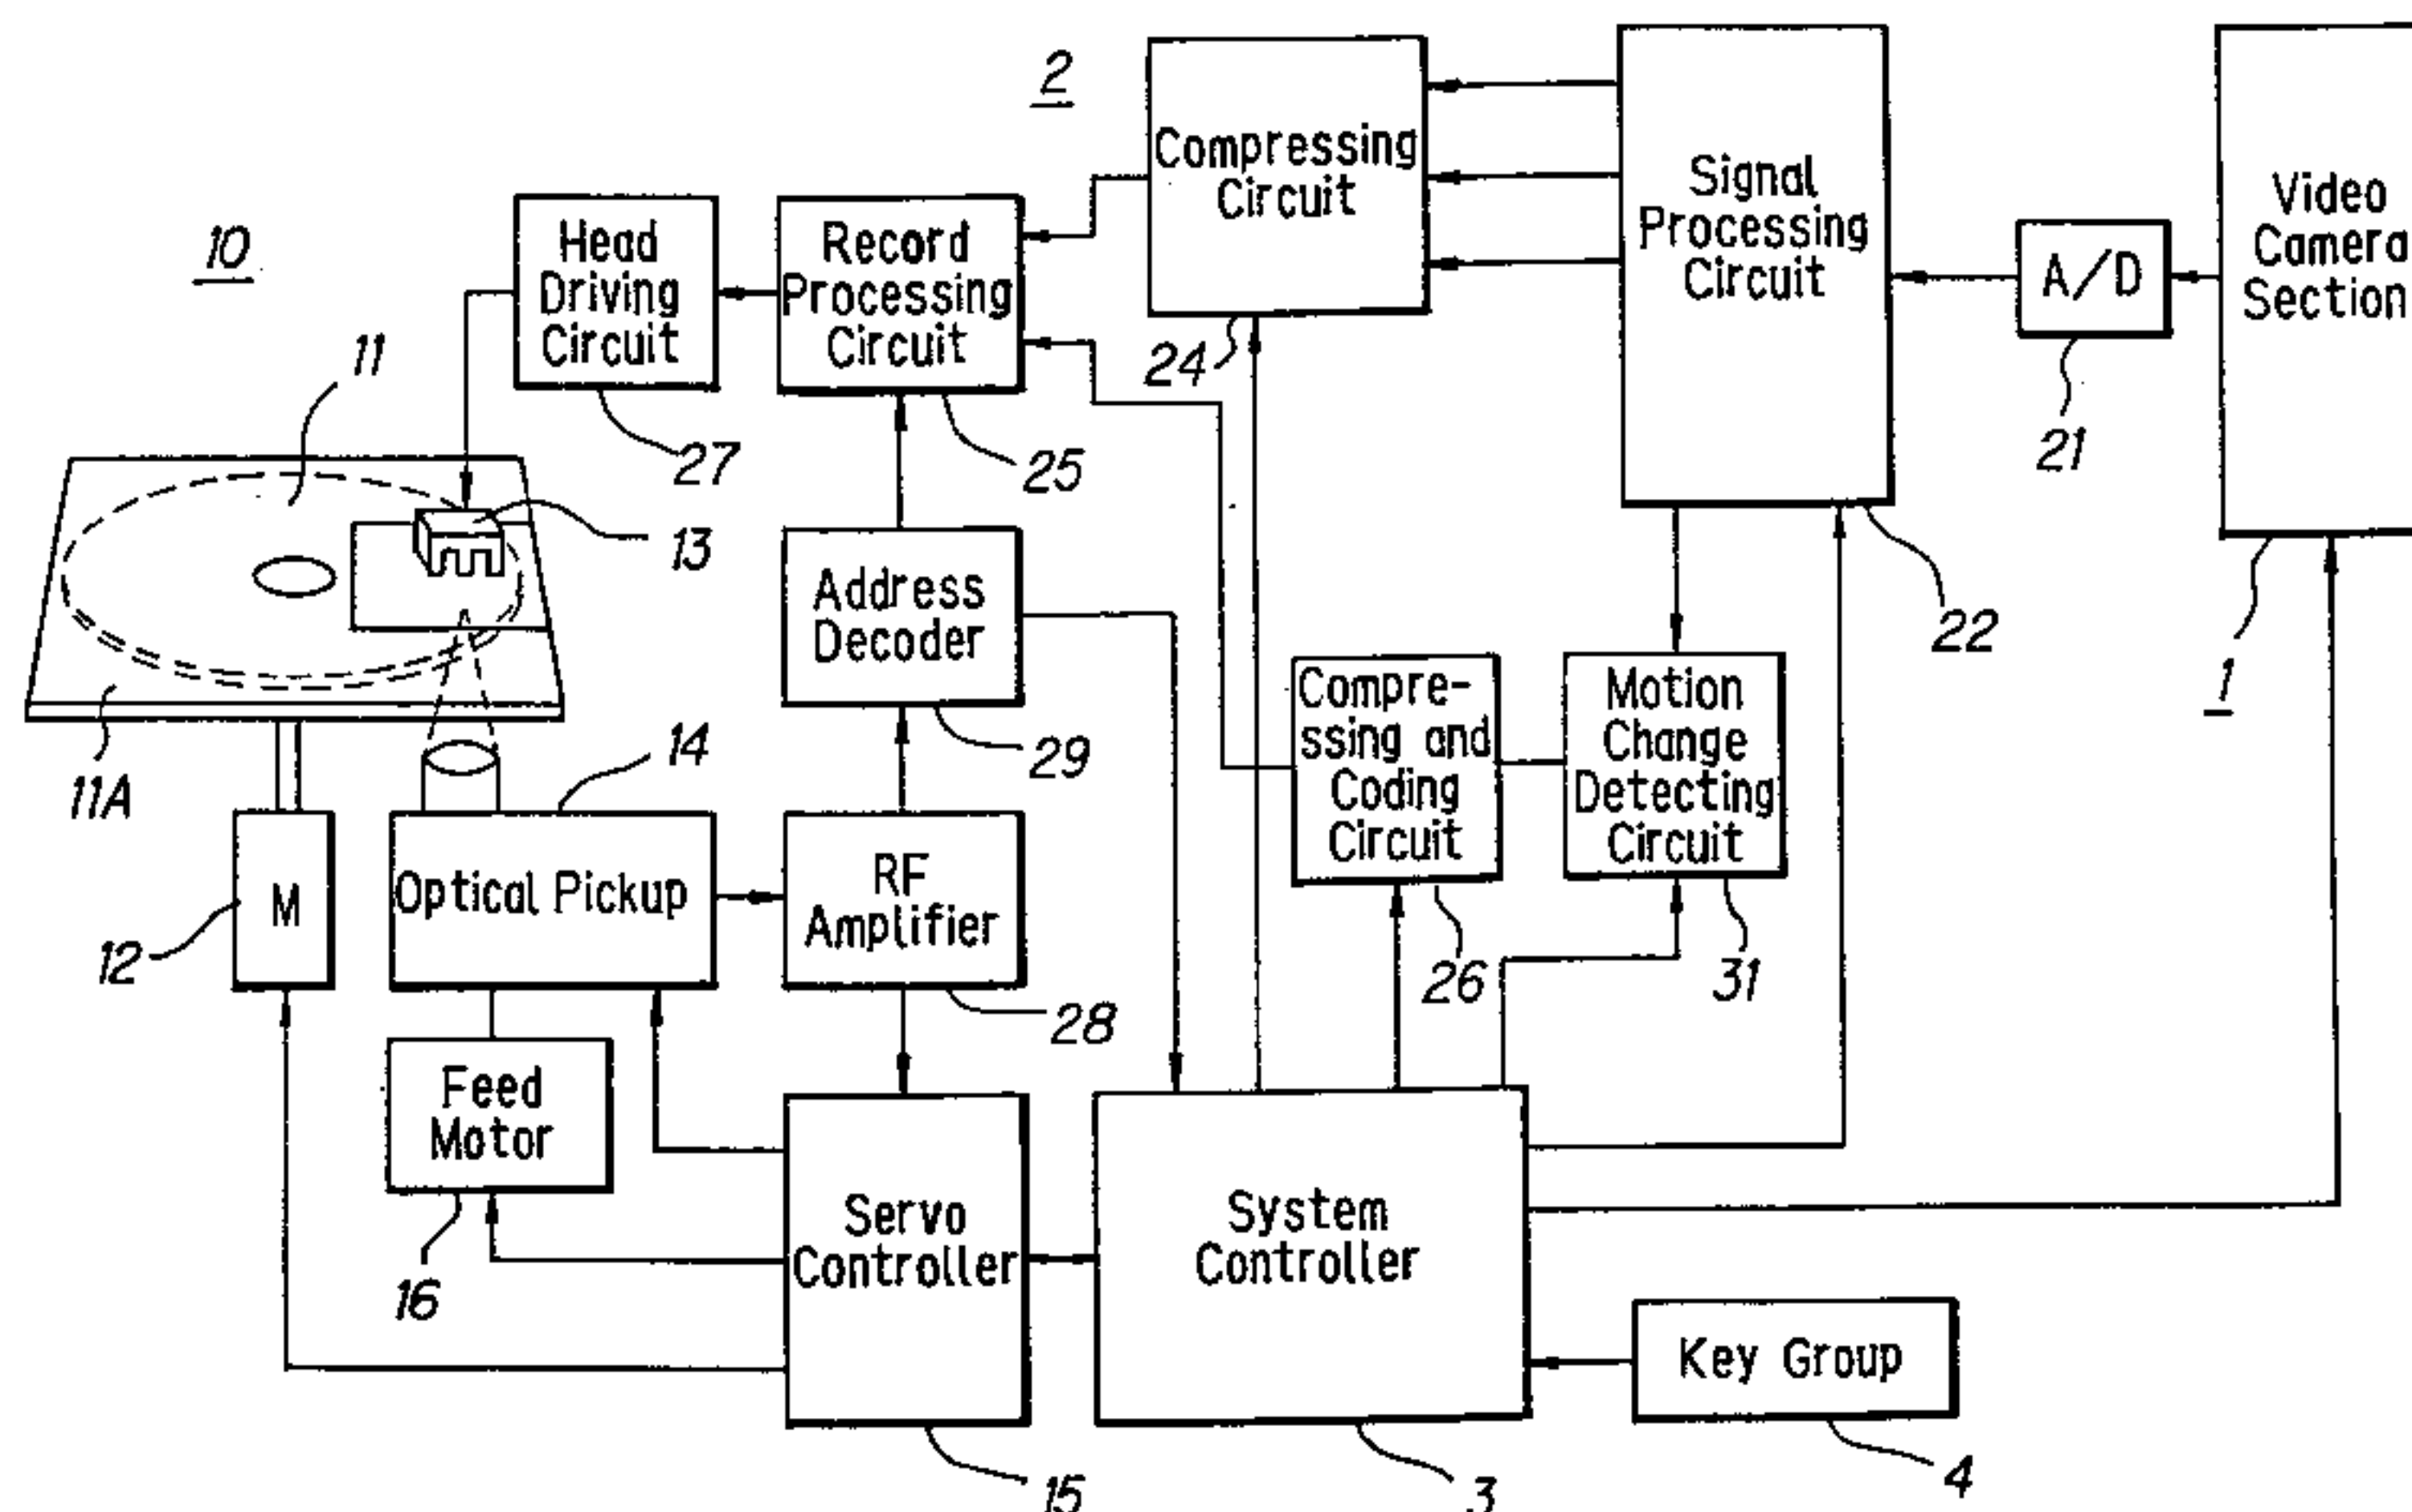 2
10
Compressing
Circuit
Signal
Processing
Circuit
Video
Camera
Section
Head
Driving
Circuit
Record
Processing
Circuit
A/D
11
24
21
27
25
13
22
1
Address
Decoder
29
Compre-
ssing and
Coding
Circuit
Motion
Change
Detecting
Circuit
11A
14
M
Optical Pickup
RF
Amplifier
12
26
31
28
Feed
Motor
16
Servo
Controller
System
Controller
Key Group
15
3
4